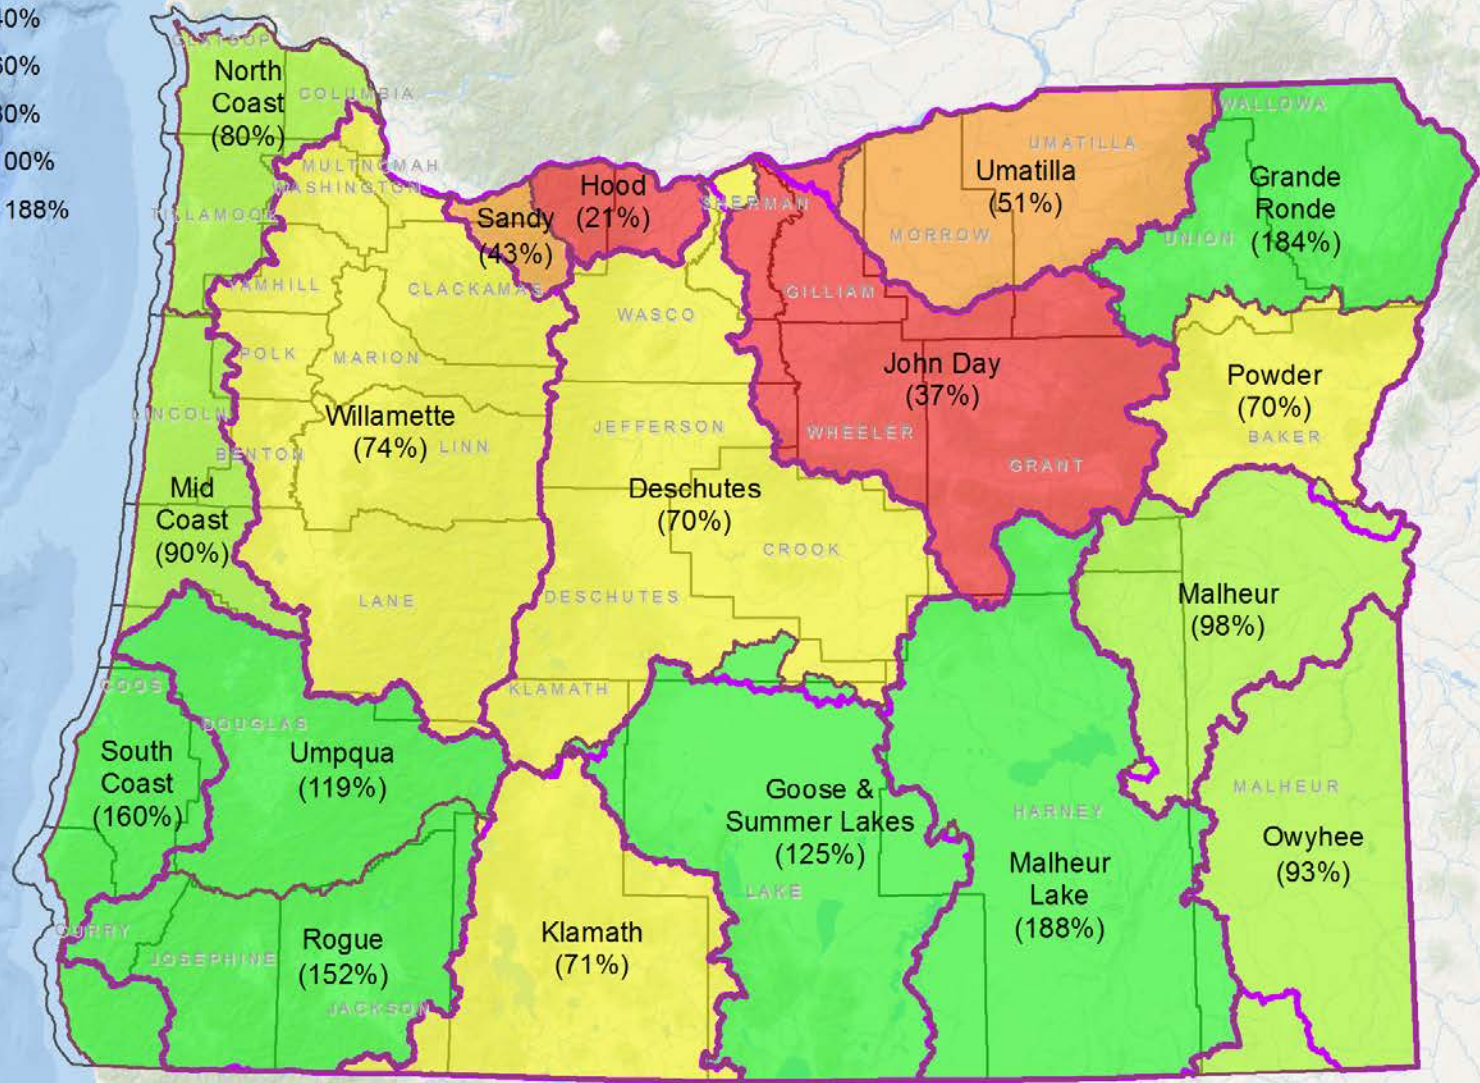 40%
60%
80%
00%
188%
CLATSOP
North
Coast
(80%)
COLUMBIA
MULTNOMAH
WASHINGTON
TILLAMOOK
YAMHILL
CLACKAMAS
Sandy
(43%)
Hood
(21%)
SHERMAN
UMATILLA
Umatilla
(51%)
MORROW
WALLOWA
Grande
Ronde
(184%)
UNION
GILLIAM
WASCO
POLK
MARION
John Day
(37%)
Powder
(70%)
BAKER
LINCOLN
Willamette
(74%)
BENTON
LINN
JEFFERSON
WHEELER
GRANT
Mid
Coast
(90%)
Deschutes
(70%)
CROOK
LANE
DESCHUTES
Malheur
(98%)
COOS
KLAMATH
DOUGLAS
South
Coast
(160%)
Umpqua
(119%)
Goose &
Summer Lakes
(125%)
LAKE
HARNEY
Malheur
Lake
(188%)
MALHEUR
Owyhee
(93%)
CURRY
JOSEPHINE
Rogue
(152%)
JACKSON
Klamath
(71%)